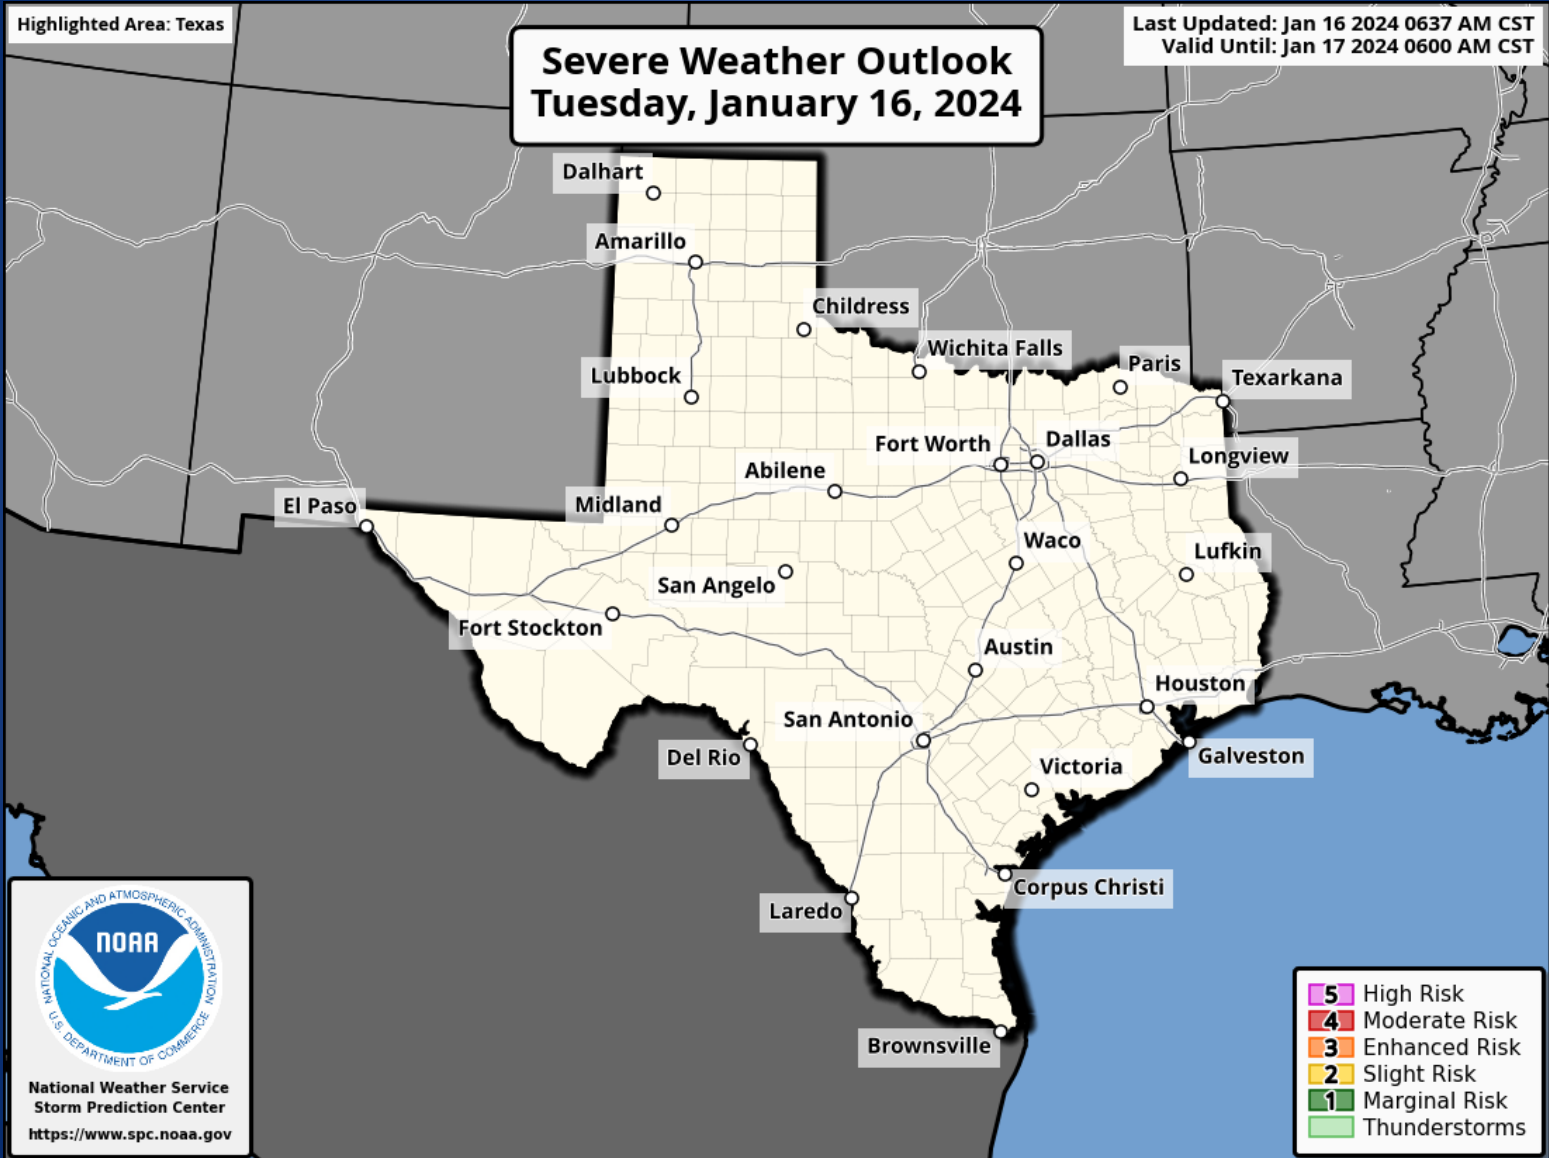 Highlighted Area: Texas
Last Updated: Jan 16 2024 0637 AM CST
Valid Until: Jan 17 2024 0600 AM CST
Severe Weather Outlook
Tuesday, January 16, 2024
Dalhart
Amarillo
Childress
Wichita Falls
Paris
Texarkana
Lubbock
Fort Worth
Dallas
Longview
Abilene
Midland
El Paso
Waco
Lufkin
San Angelo
Fort Stockton
Austin
Houston
San Antonio
Del Rio
Galveston
Victoria
Corpus Christi
Laredo
Brownsville
NATIONAL OCEANIC AND ATMOSPHERIC ADMINISTRATION
NOAA
U.S. DEPARTMENT OF COMMERCE
National Weather Service
Storm Prediction Center
https://www.spc.noaa.gov
5 High Risk
4 Moderate Risk
3 Enhanced Risk
2 Slight Risk
1 Marginal Risk
Thunderstorms